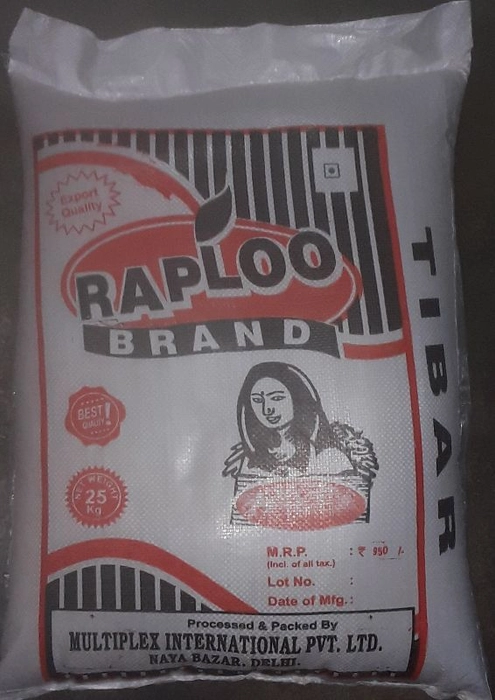 Export
Quality
RAPLOO
BRAND
TIBAR
BEST
QUALITY!
NET WEIGHT
25
Kg
M.R.P. : ₹ 950 /-
(Incl. of all tax.)
Lot No. :
Date of Mfg. :
Processed & Packed By
MULTIPLEX INTERNATIONAL PVT. LTD.
NAYA BAZAR, DELHI.